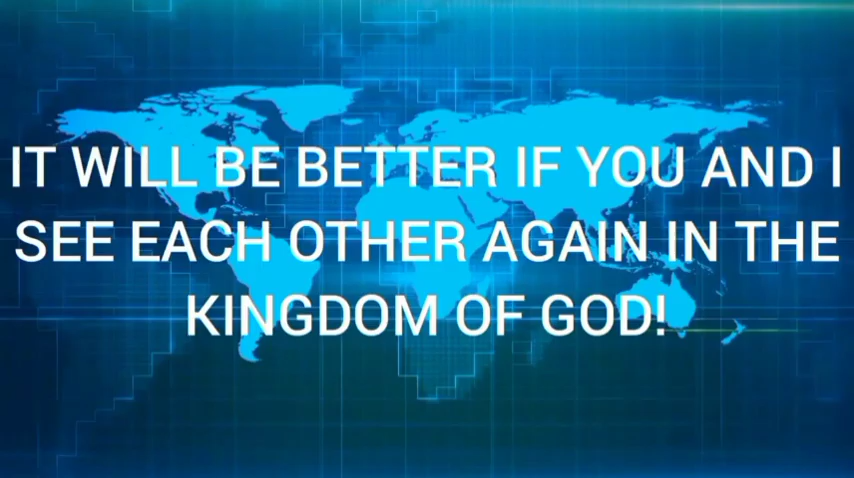 IT WILL BE BETTER IF YOU AND I
SEE EACH OTHER AGAIN IN THE
KINGDOM OF GOD!